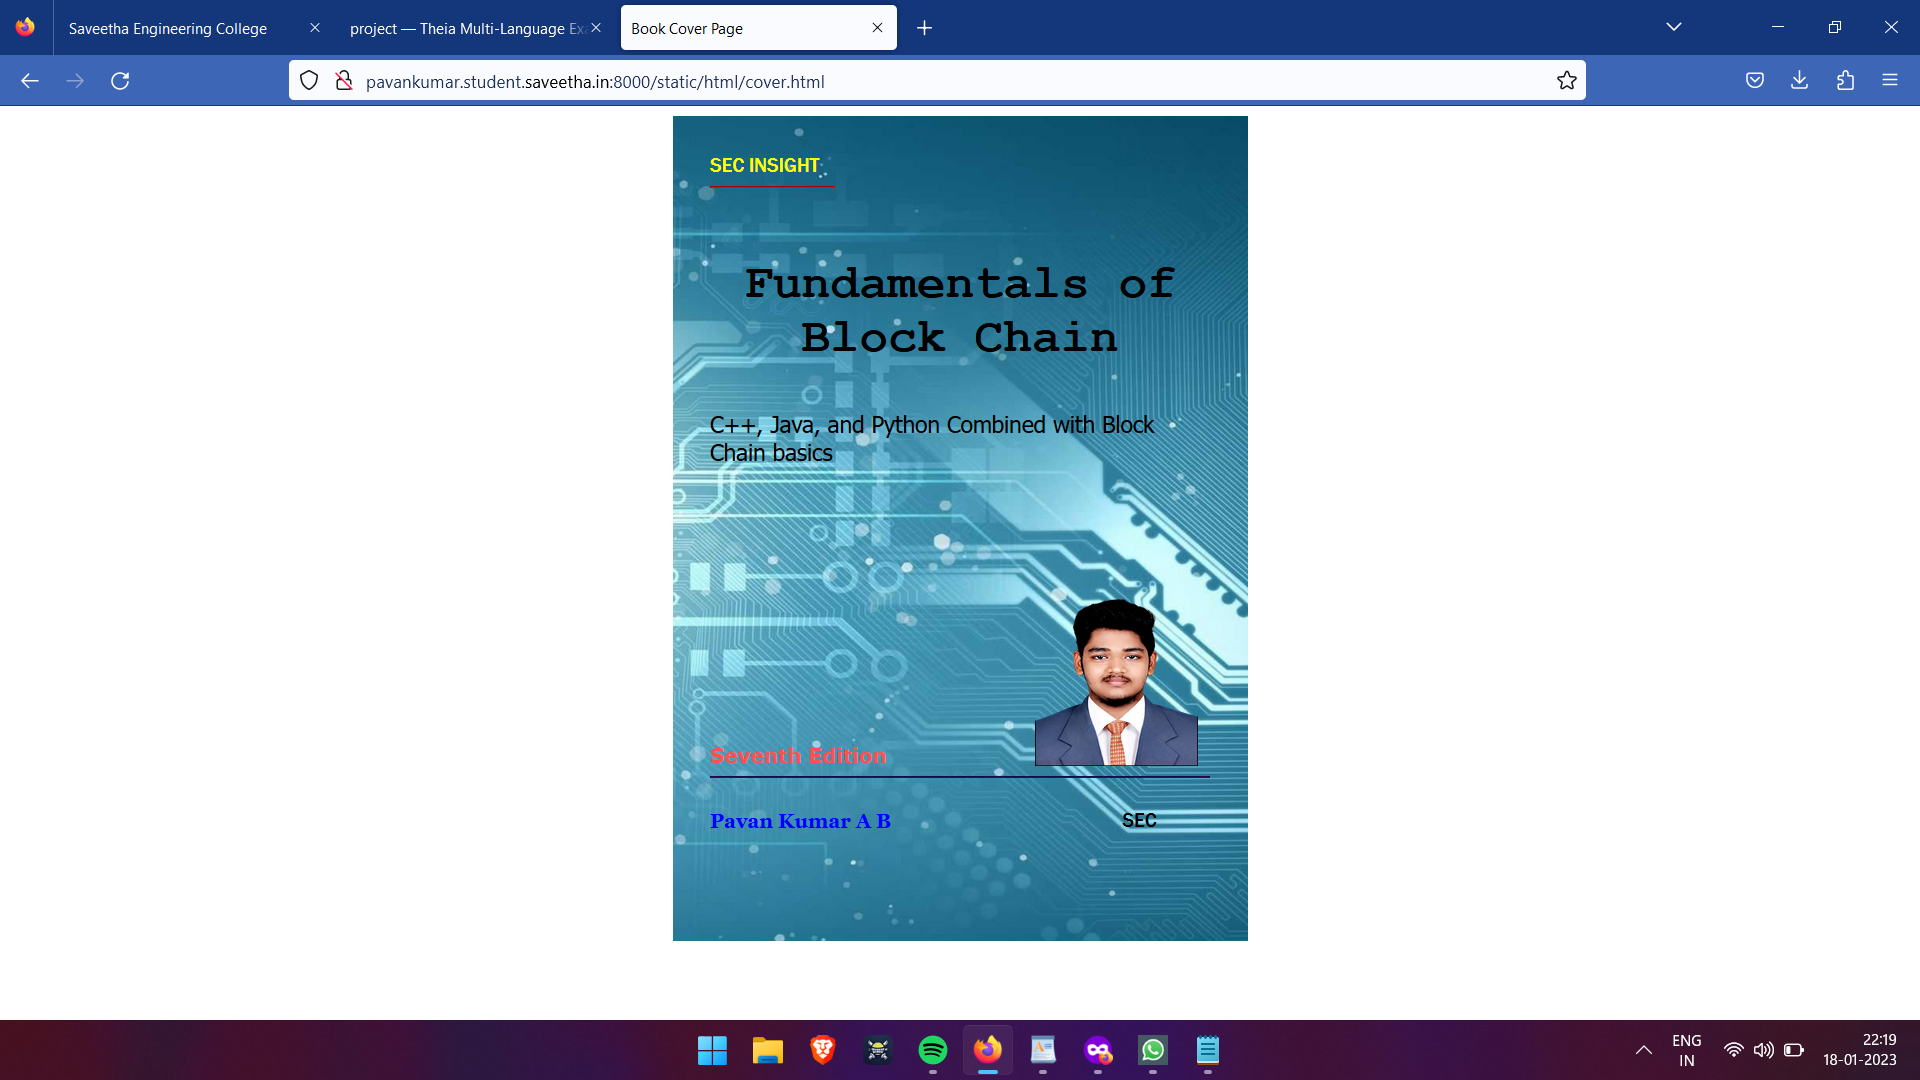 Saveetha Engineering College
project — Theia Multi-Language Exa
Book Cover Page
pavankumar.student.saveetha.in:8000/static/html/cover.html
SEC INSIGHT
Fundamentals of
Block Chain
C++, Java, and Python Combined with Block
Chain basics
Seventh Edition
Pavan Kumar A B
SEC
ENG
IN
22:19
18-01-2023